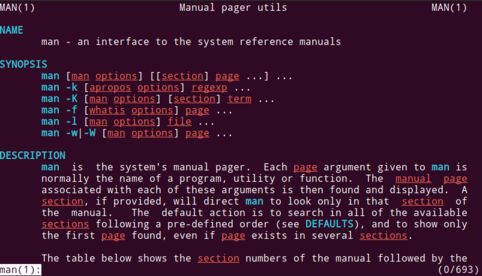 MAN(1) Manual pager utils MAN(1)
NAME
man - an interface to the system reference manuals
SYNOPSIS
man [man options] [[section] page ...] ...
man -k [apropos options] regexp ...
man -K [man options] [section] term ...
man -f [whatis options] page ...
man -l [man options] file ...
man -w|-W [man options] page ...
DESCRIPTION
man is the system's manual pager. Each page argument given to man is
normally the name of a program, utility or function. The manual page
associated with each of these arguments is then found and displayed. A
section, if provided, will direct man to look only in that section of
the manual. The default action is to search in all of the available
sections following a pre-defined order (see DEFAULTS), and to show only
the first page found, even if page exists in several sections.
The table below shows the section numbers of the manual followed by the
man(1): (0/693)